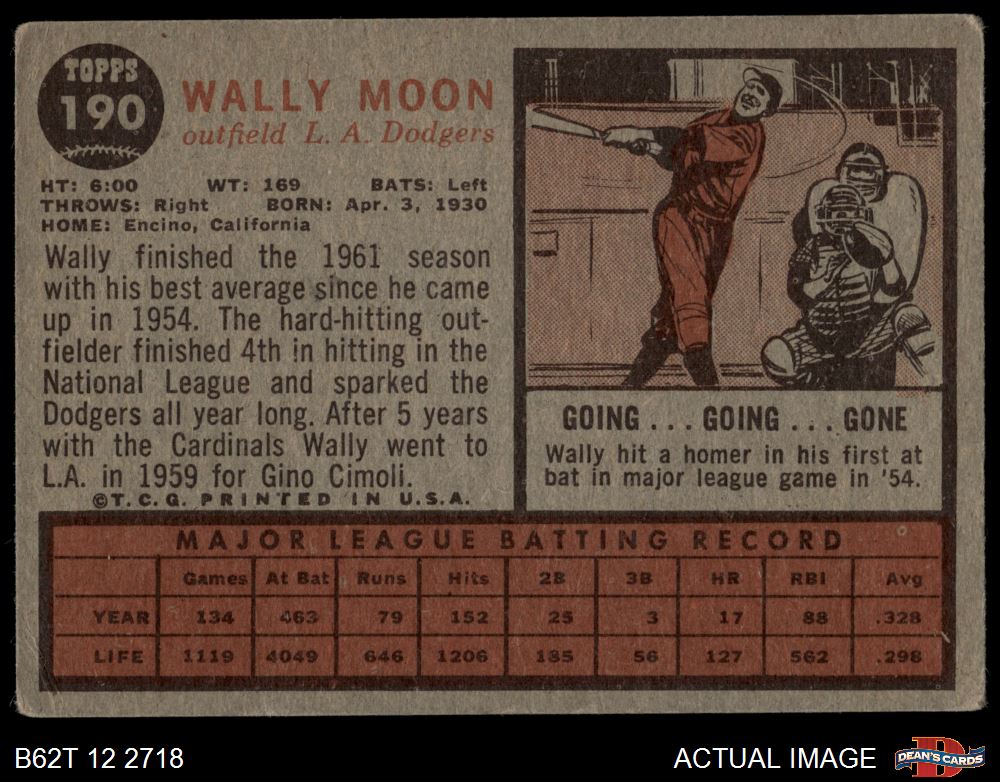 TOPPS
190
WALLY MOON
outfield L. A. Dodgers
HT: 6:00 WT: 169 BATS: Left
THROWS: Right BORN: Apr. 3, 1930
HOME: Encino, California
Wally finished the 1961 season
with his best average since he came
up in 1954. The hard-hitting out-
fielder finished 4th in hitting in the
National League and sparked the
Dodgers all year long. After 5 years
with the Cardinals Wally went to
L.A. in 1959 for Gino Cimoli.
©T.C.G. PRINTED IN U.S.A.
GOING...GOING...GONE
Wally hit a homer in his first at
bat in major league game in '54.
MAJOR LEAGUE BATTING RECORD
Games At Bat Runs Hits 2B 3B HR RBI Avg
YEAR 134 463 79 152 25 3 17 88 .328
LIFE 1119 4049 646 1206 185 56 127 562 .298
B62T 12 2718
ACTUAL IMAGE
D
DEAN'S CARDS